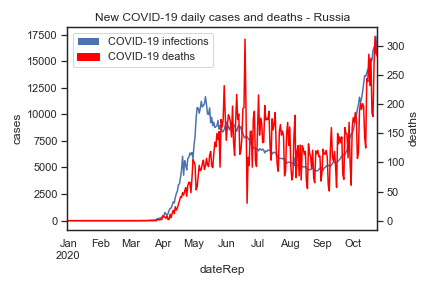 New COVID-19 daily cases and deaths - Russia
COVID-19 infections
COVID-19 deaths
17500
15000
12500
10000
7500
5000
2500
0
cases
300
250
200
150
100
50
0
deaths
Jan Feb Mar Apr May Jun Jul Aug Sep Oct
2020
dateRep